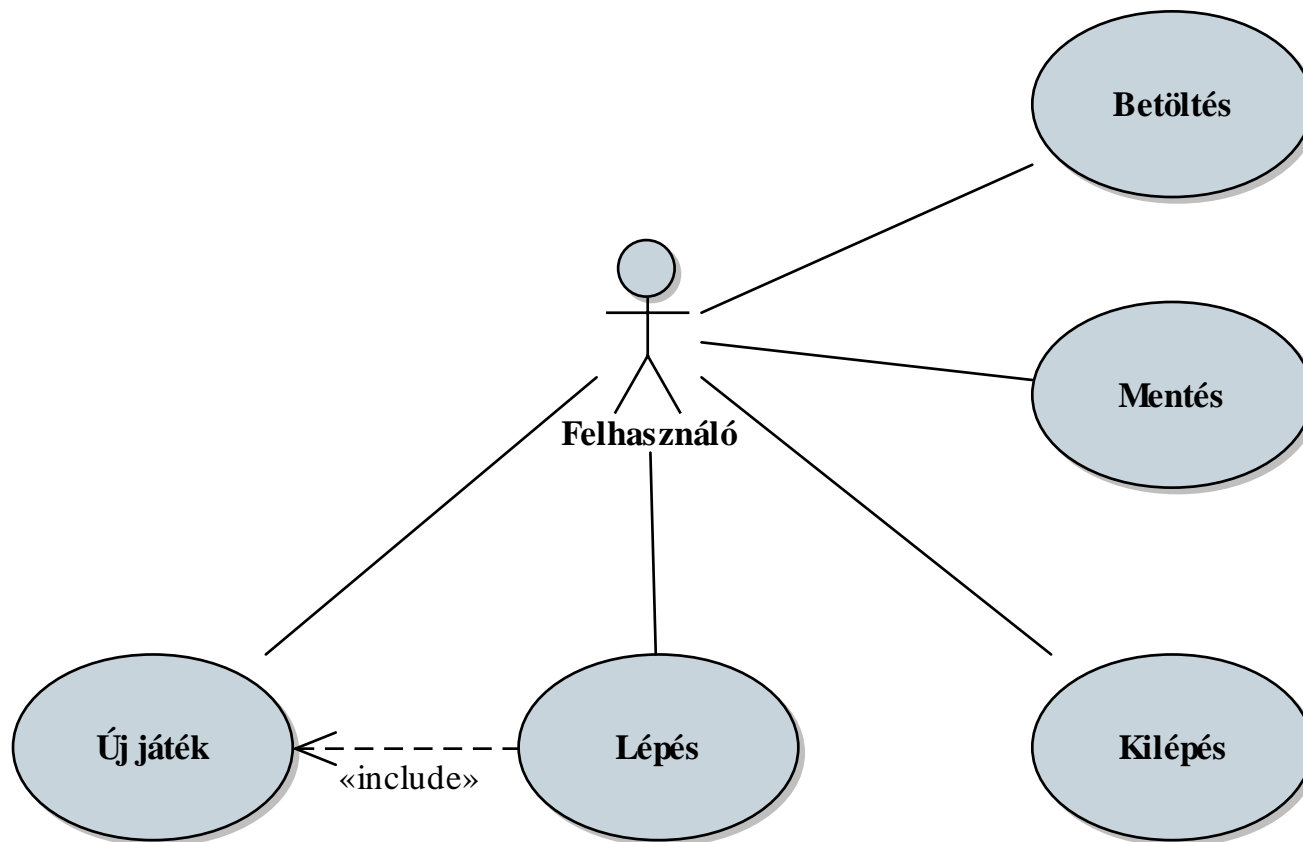 Betöltés
Mentés
Felhasználó
Új játék
«include»
Lépés
Kilépés